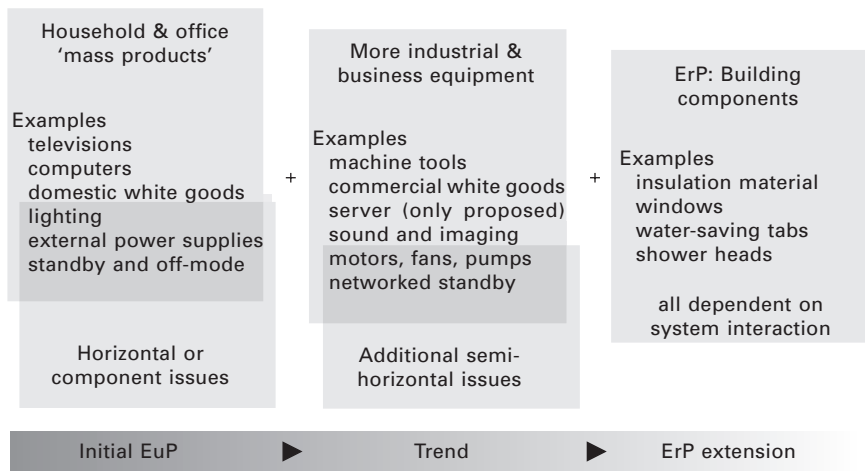 Household & office
'mass products'
Examples
televisions
computers
domestic white goods
lighting
external power supplies
standby and off-mode
Horizontal or
component issues
+
More industrial &
business equipment
Examples
machine tools
commercial white goods
server (only proposed)
sound and imaging
motors, fans, pumps
networked standby
Additional semi-
horizontal issues
+
ErP: Building
components
Examples
insulation material
windows
water-saving tabs
shower heads
all dependent on
system interaction
Initial EuP
Trend
ErP extension